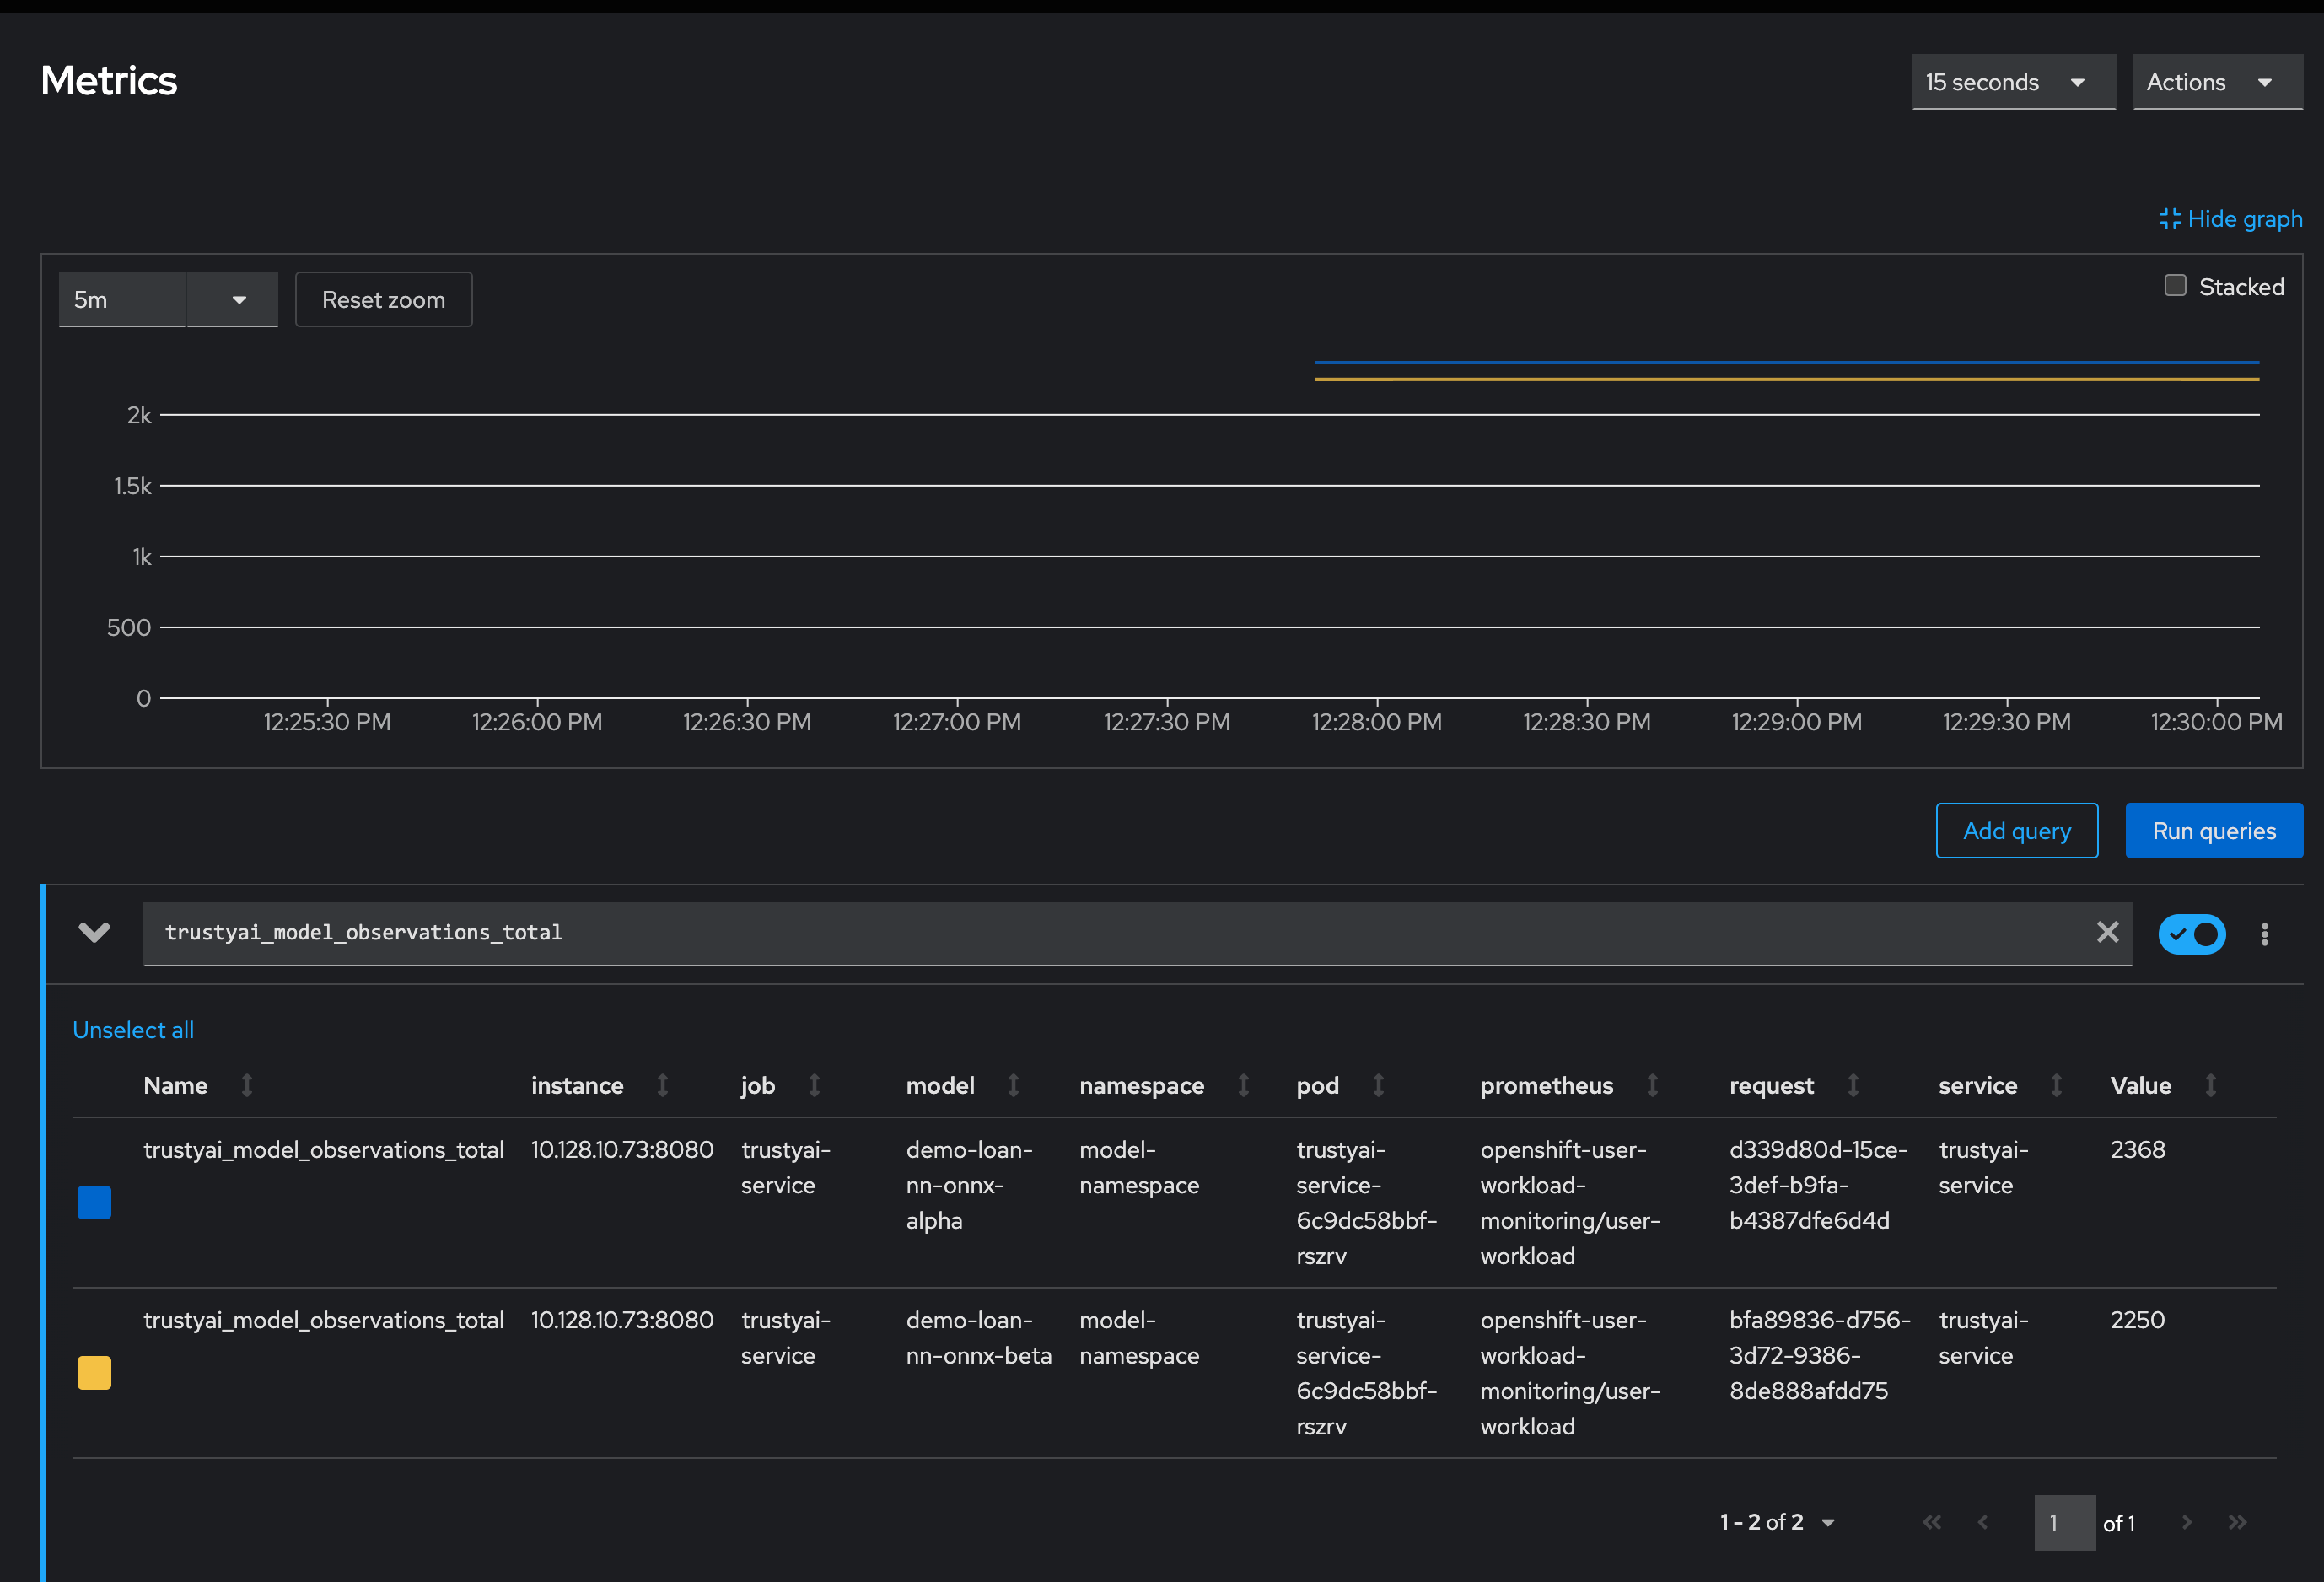 Metrics
15 seconds
Actions
Hide graph
5m
Reset zoom
Stacked
2k
1.5k
1k
500
0
12:25:30 PM 12:26:00 PM 12:26:30 PM 12:27:00 PM 12:27:30 PM 12:28:00 PM 12:28:30 PM 12:29:00 PM 12:29:30 PM 12:30:00 PM
Add query
Run queries
trustyai_model_observations_total
Unselect all
Name instance job model namespace pod prometheus request service Value
trustyai_model_observations_total 10.128.10.73:8080 trustyai- demo-loan- model- trustyai- openshift-user- d339d80d-15ce- trustyai- 2368
service nn-onnx- namespace service- workload- 3def-b9fa- service
alpha 6c9dc58bbf- monitoring/user- b4387dfe6d4d
rszrv workload
trustyai_model_observations_total 10.128.10.73:8080 trustyai- demo-loan- model- trustyai- openshift-user- bfa89836-d756- trustyai- 2250
service nn-onnx-beta namespace service- workload- 3d72-9386- service
6c9dc58bbf- monitoring/user- 8de888afdd75
rszrv workload
1 - 2 of 2
1 of 1